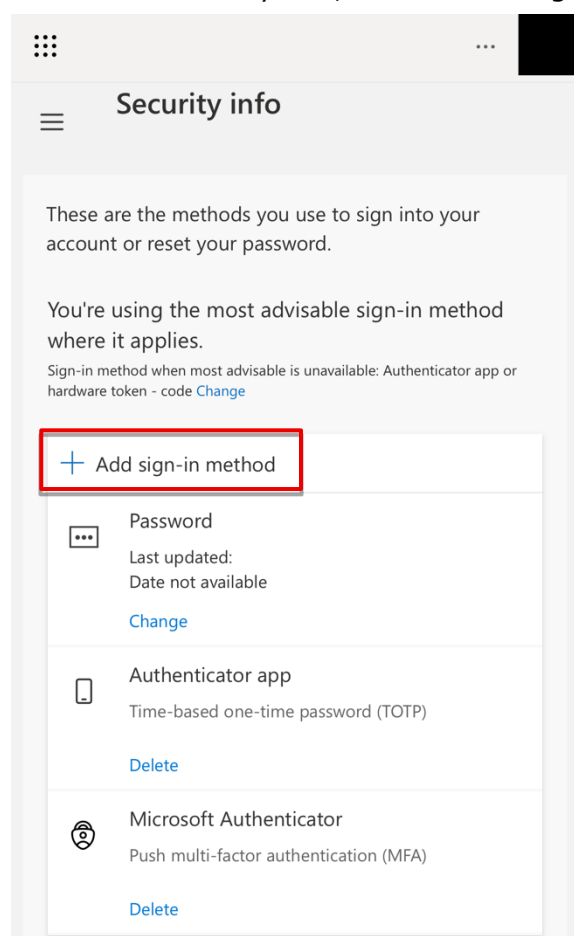 Security info
These are the methods you use to sign into your
account or reset your password.
You're using the most advisable sign-in method
where it applies.
Sign-in method when most advisable is unavailable: Authenticator app or
hardware token - code Change
Add sign-in method
Password
Last updated:
Date not available
Change
Authenticator app
Time-based one-time password (TOTP)
Delete
Microsoft Authenticator
Push multi-factor authentication (MFA)
Delete